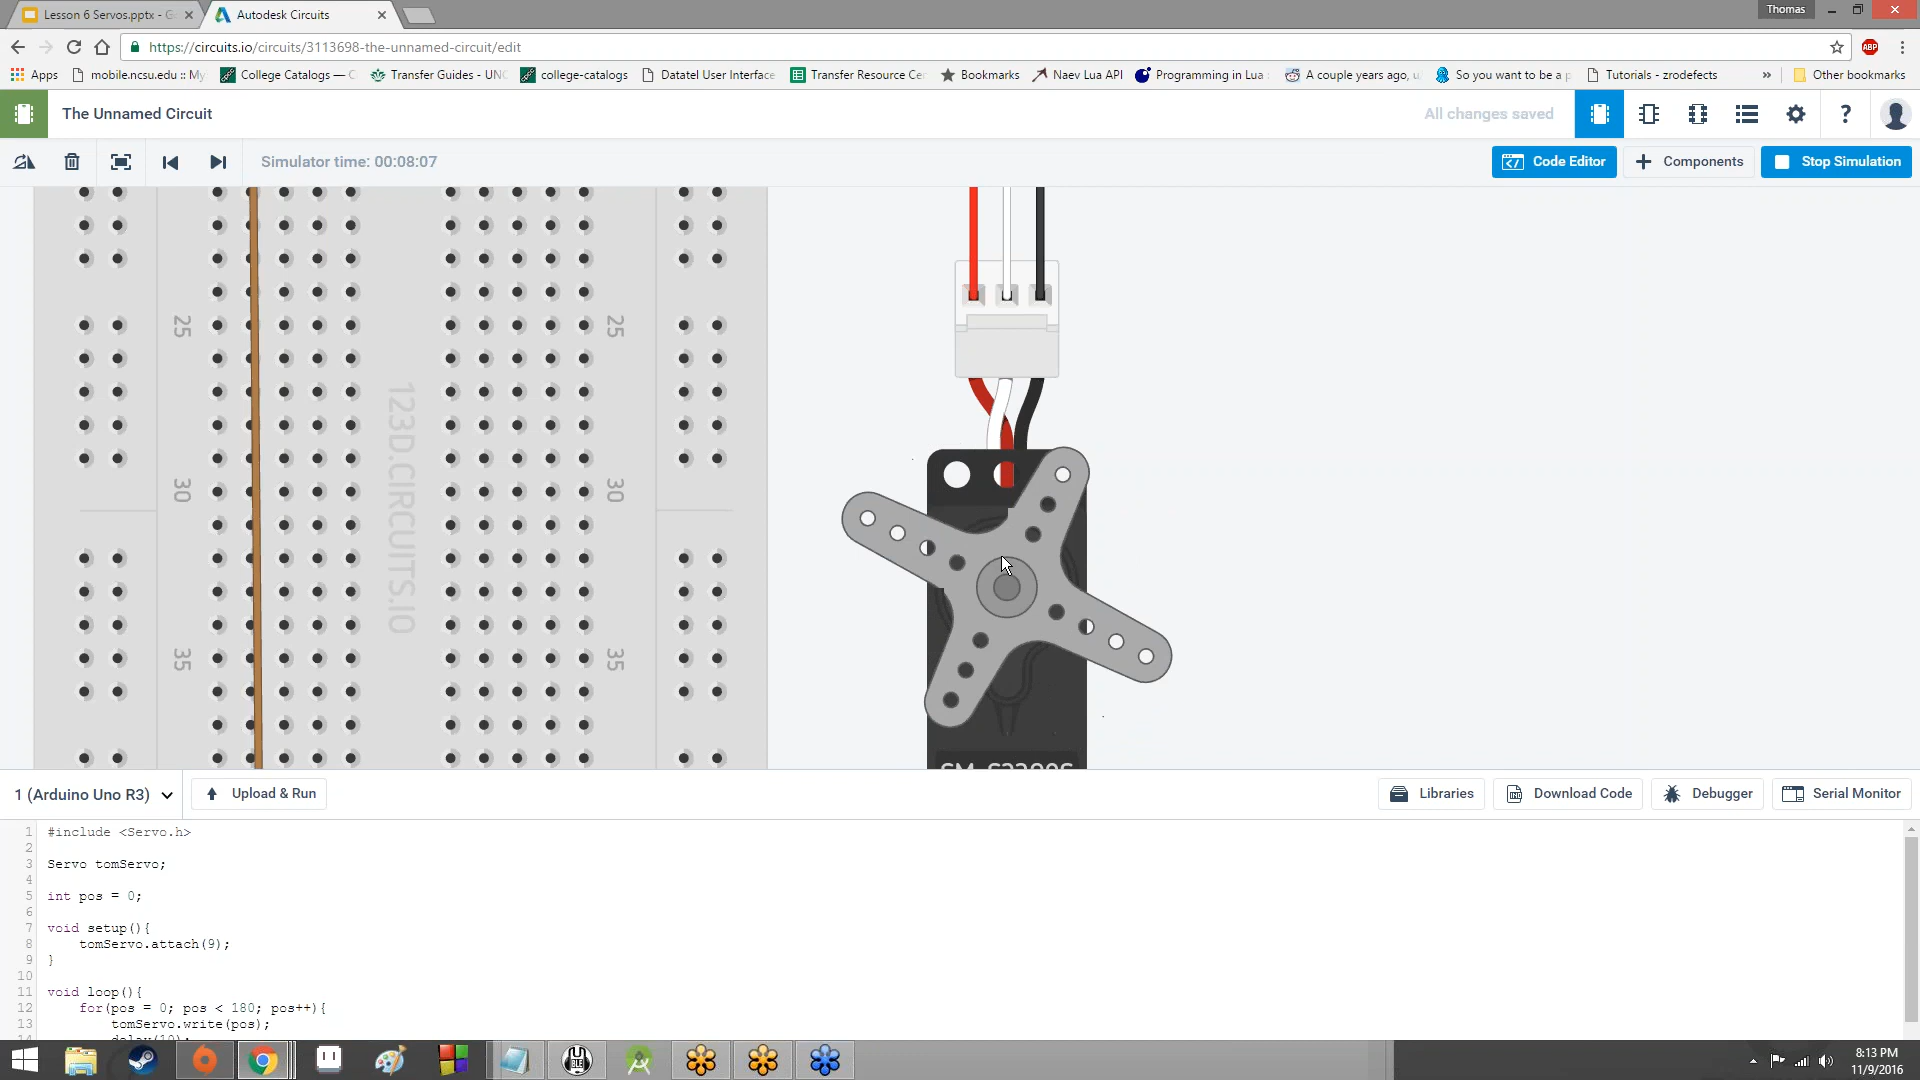 Lesson 6 Servos.pptx - G
Autodesk Circuits
Thomas
https://circuits.io/circuits/3113698-the-unnamed-circuit/edit
ABP
Apps
mobile.ncsu.edu :: My
College Catalogs — C
Transfer Guides - UNC
college-catalogs
Datatel User Interface
Transfer Resource Ce
Bookmarks
Naev Lua API
Programming in Lua :
A couple years ago, u
So you want to be a p
Tutorials - zrodefects
»
Other bookmarks
The Unnamed Circuit
All changes saved
Simulator time: 00:08:07
Code Editor
Components
Stop Simulation
25
25
123D.CIRCUITS.IO
30
30
35
35
1 (Arduino Uno R3)
Upload & Run
Libraries
Download Code
Debugger
Serial Monitor
1 #include <Servo.h>
2
3 Servo tomServo;
4
5 int pos = 0;
6
7 void setup(){
8 tomServo.attach(9);
9 }
10
11 void loop(){
12 for(pos = 0; pos < 180; pos++){
13 tomServo.write(pos);
14 delay(10);
8:13 PM
11/9/2016